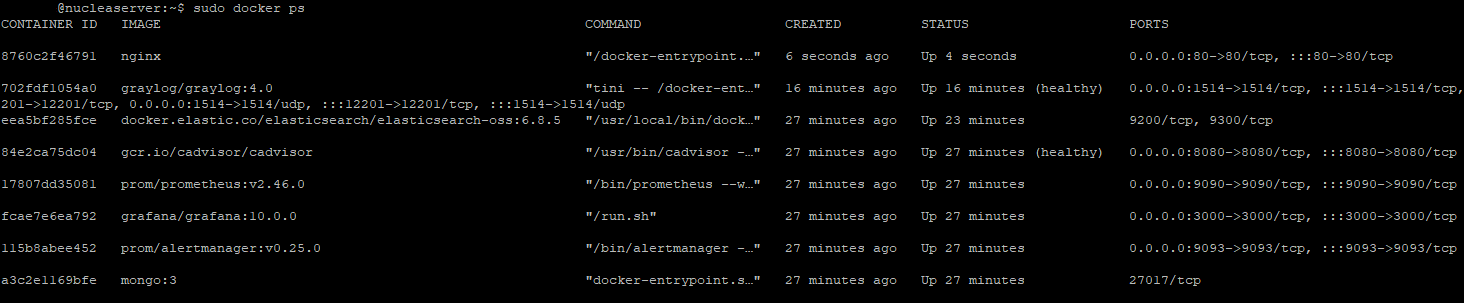 @nucleaserver:~$ sudo docker ps
CONTAINER ID   IMAGE                                                     COMMAND                  CREATED          STATUS                    PORTS
8760c2f46791   nginx                                                     "/docker-entrypoint.…"   6 seconds ago    Up 4 seconds              0.0.0.0:80->80/tcp, :::80->80/tcp
702fdf1054a0   graylog/graylog:4.0                                       "tini -- /docker-ent…"   16 minutes ago   Up 16 minutes (healthy)   0.0.0.0:1514->1514/tcp, :::1514->1514/tcp,
201->12201/tcp, 0.0.0.0:1514->1514/udp, :::12201->12201/tcp, :::1514->1514/udp
eea5bf285fce   docker.elastic.co/elasticsearch/elasticsearch-oss:6.8.5   "/usr/local/bin/dock…"   27 minutes ago   Up 23 minutes             9200/tcp, 9300/tcp
84e2ca75dc04   gcr.io/cadvisor/cadvisor                                  "/usr/bin/cadvisor -…"   27 minutes ago   Up 27 minutes (healthy)   0.0.0.0:8080->8080/tcp, :::8080->8080/tcp
17807dd35081   prom/prometheus:v2.46.0                                   "/bin/prometheus --w…"   27 minutes ago   Up 27 minutes             0.0.0.0:9090->9090/tcp, :::9090->9090/tcp
fcae7e6ea792   grafana/grafana:10.0.0                                    "/run.sh"                27 minutes ago   Up 27 minutes             0.0.0.0:3000->3000/tcp, :::3000->3000/tcp
115b8abee452   prom/alertmanager:v0.25.0                                 "/bin/alertmanager -…"   27 minutes ago   Up 27 minutes             0.0.0.0:9093->9093/tcp, :::9093->9093/tcp
a3c2e1169bfe   mongo:3                                                   "docker-entrypoint.s…"   27 minutes ago   Up 27 minutes             27017/tcp